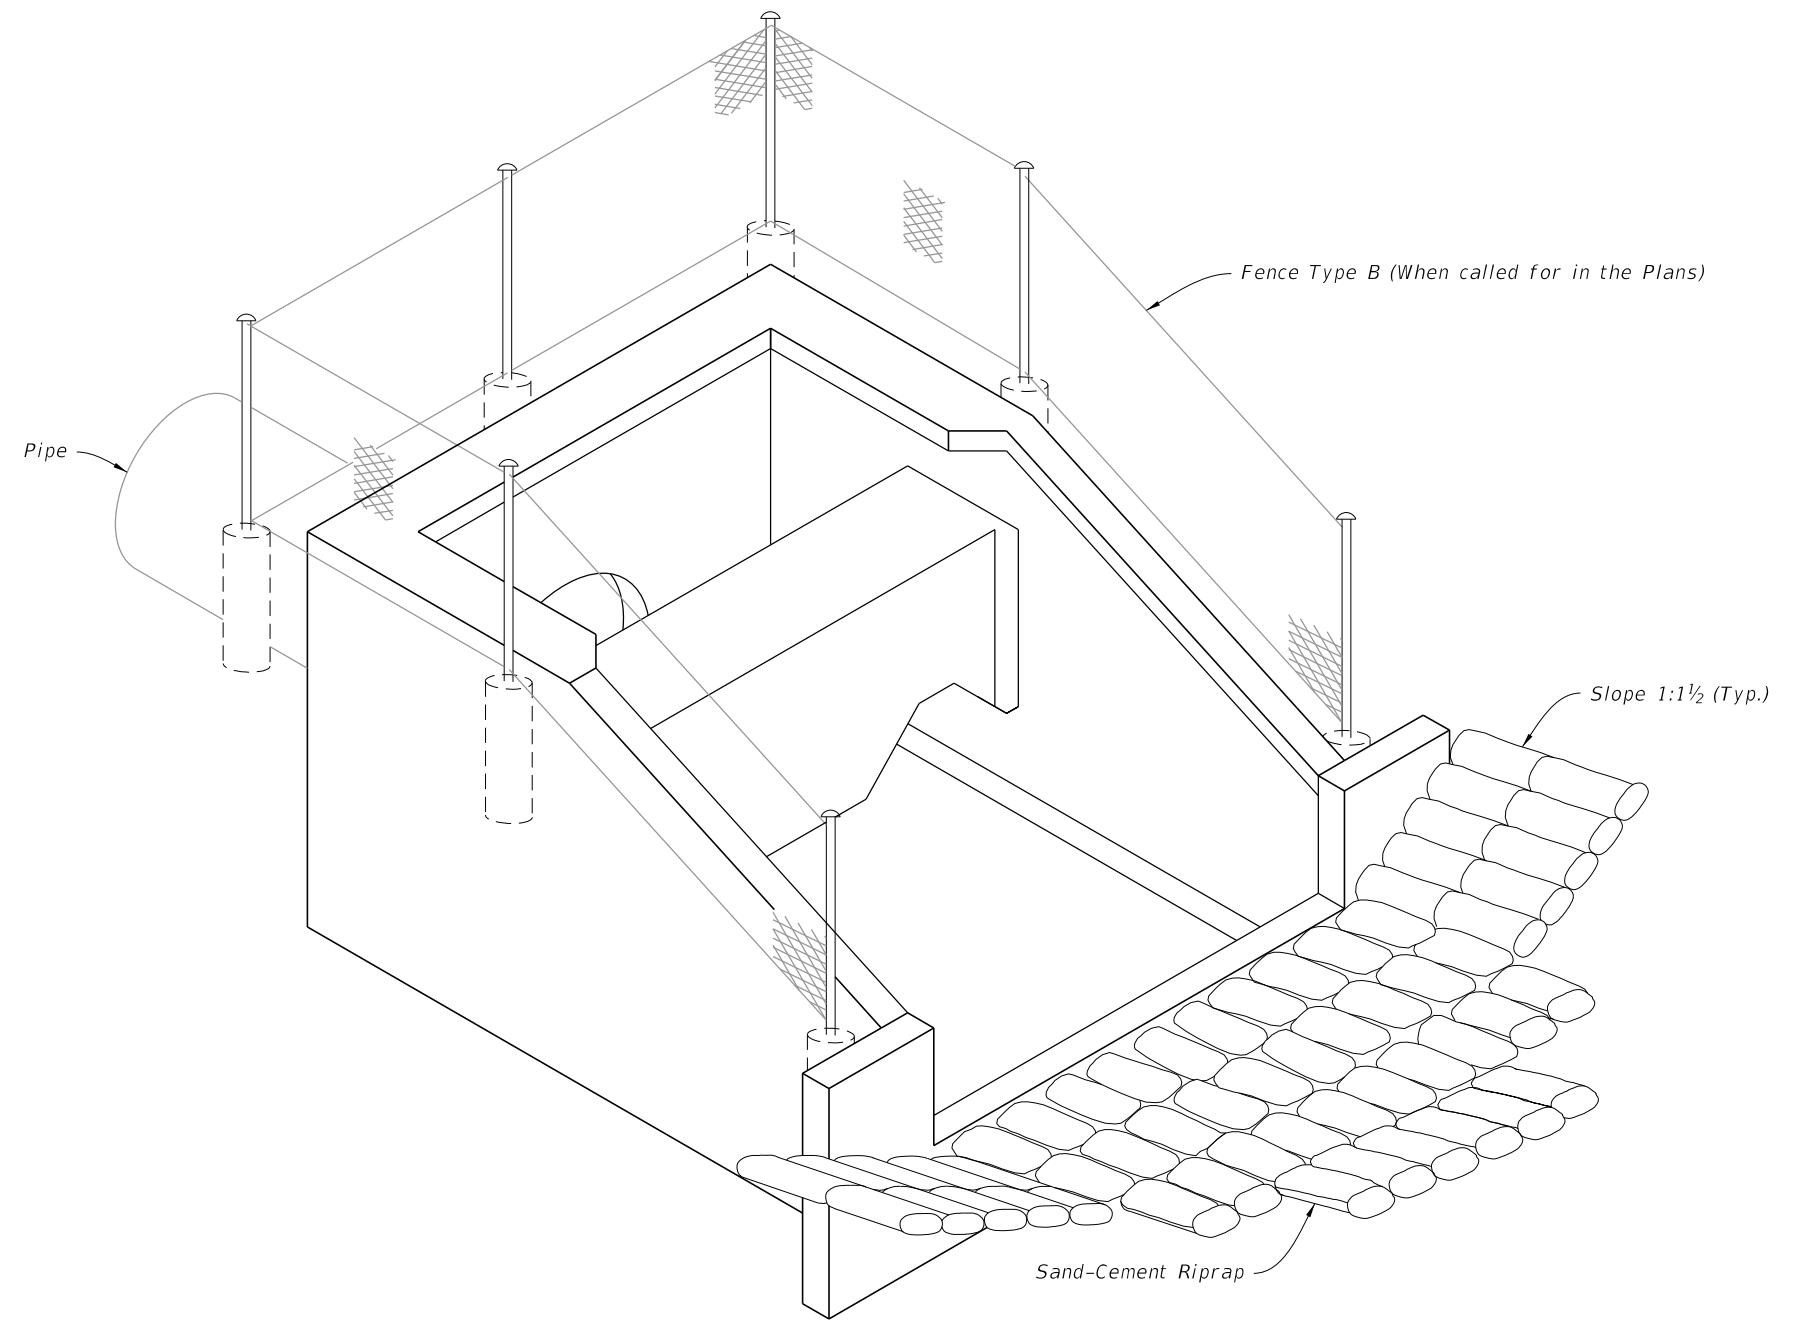 Fence Type B (When called for in the Plans)
Pipe
Slope 1:1½ (Typ.)
Sand-Cement Riprap